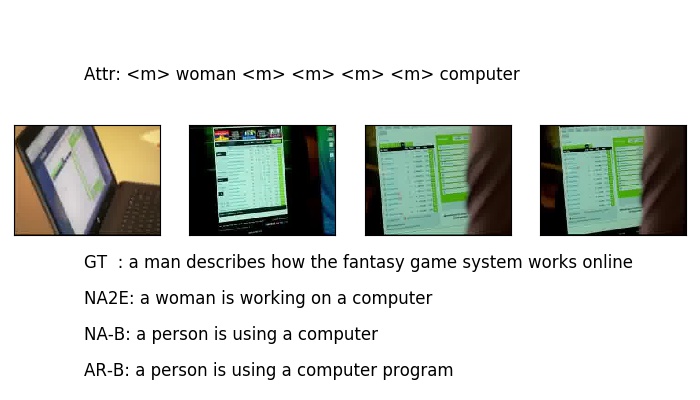 Attr: <m> woman <m> <m> <m> <m> computer
GT : a man describes how the fantasy game system works online
NA2E: a woman is working on a computer
NA-B: a person is using a computer
AR-B: a person is using a computer program